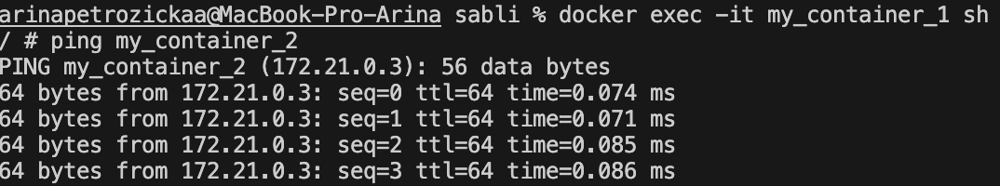 arinapetrozickaa@MacBook-Pro-Arina sabli % docker exec -it my_container_1 sh
/ # ping my_container_2
PING my_container_2 (172.21.0.3): 56 data bytes
64 bytes from 172.21.0.3: seq=0 ttl=64 time=0.074 ms
64 bytes from 172.21.0.3: seq=1 ttl=64 time=0.071 ms
64 bytes from 172.21.0.3: seq=2 ttl=64 time=0.085 ms
64 bytes from 172.21.0.3: seq=3 ttl=64 time=0.086 ms